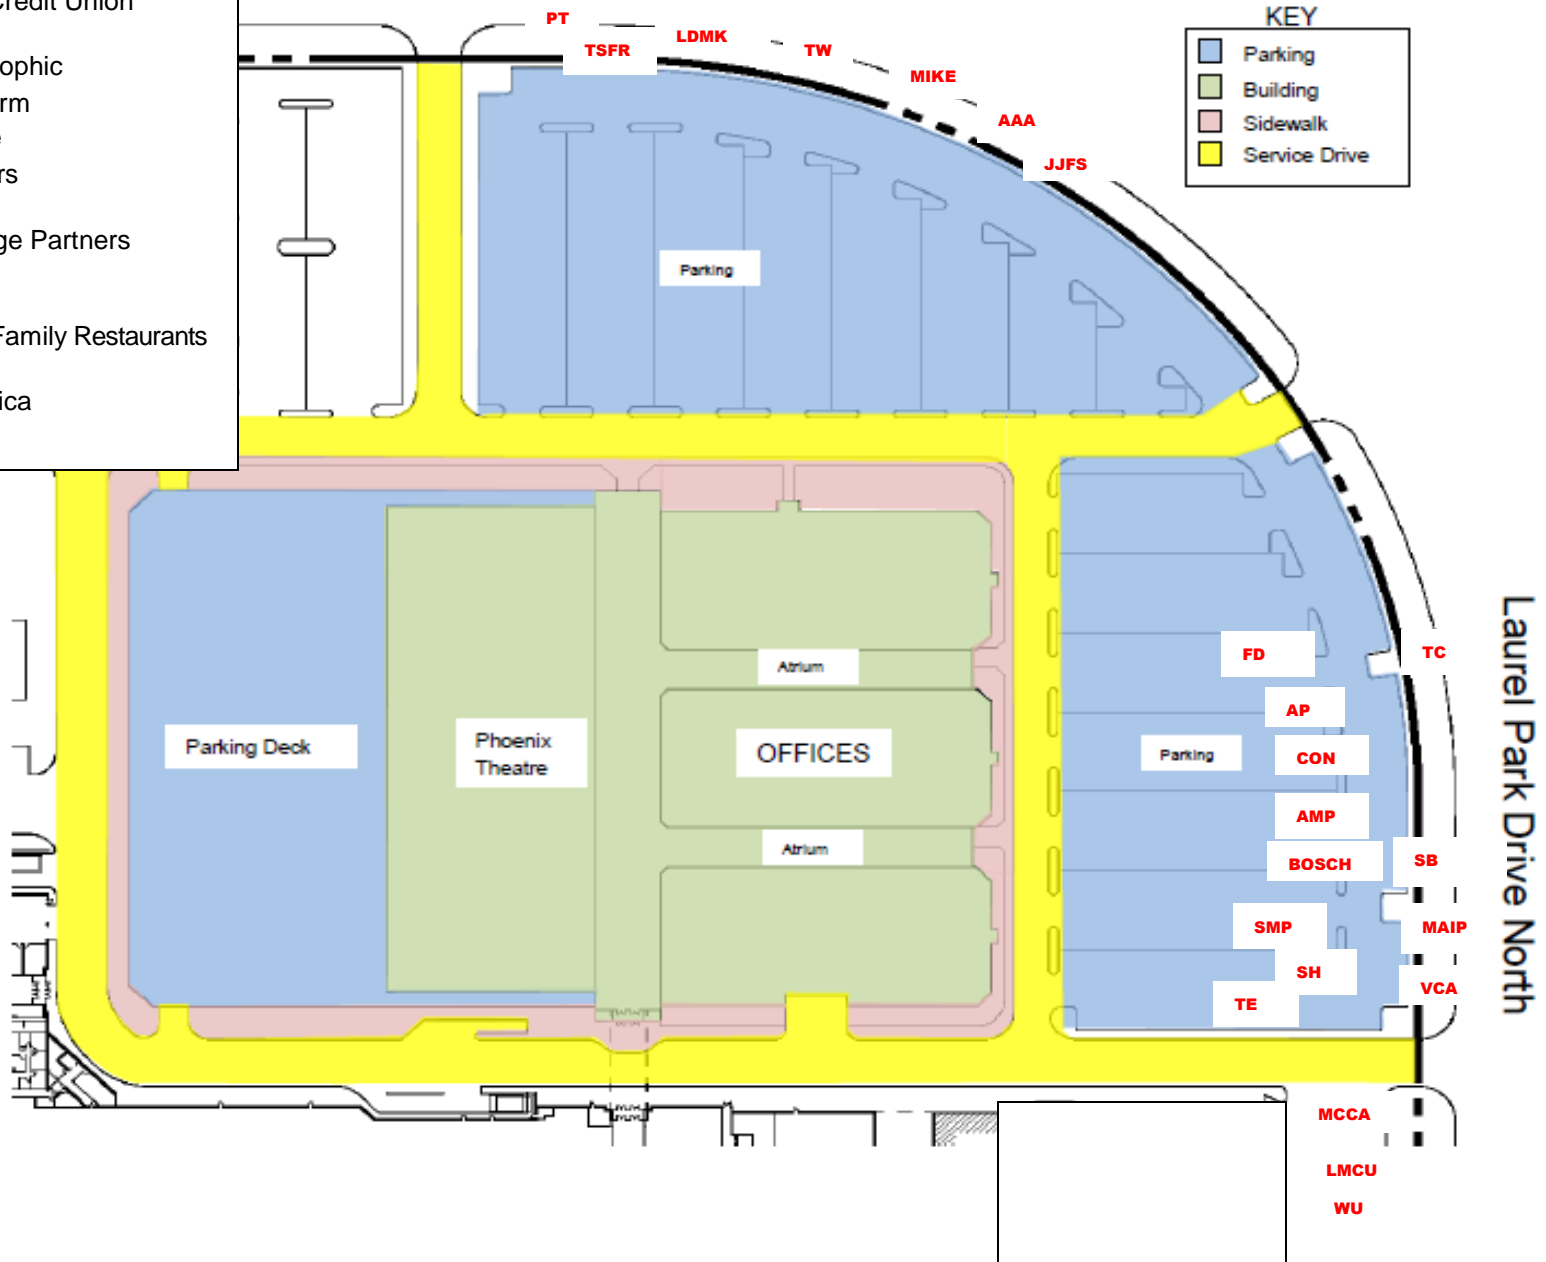 Credit Union
ophic
rm
e
rs
ge Partners
Family Restaurants
ica
PT
TSFR
LDMK
TW
MIKE
AAA
JJFS
KEY
Parking
Building
Sidewalk
Service Drive
Parking
FD
TC
AP
CON
Parking
AMP
BOSCH
SB
SMP
MAIP
SH
VCA
TE
Atrium
Parking Deck
Phoenix
Theatre
OFFICES
Atrium
Laurel Park Drive North
MCCA
LMCU
WU